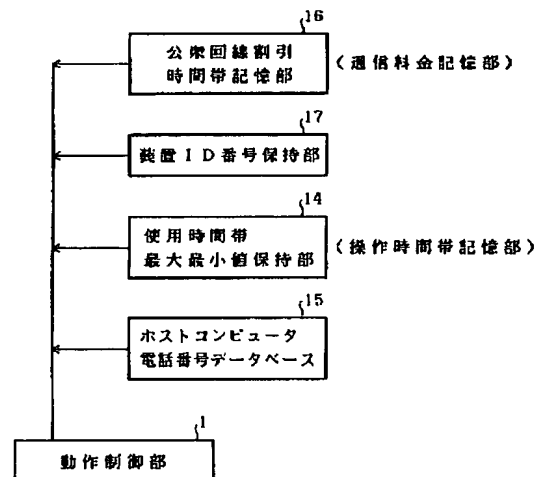 16
公衆回線割引
時間帯記憶部
(通信料金記憶部)
17
装置ID番号保持部
14
使用時間帯
最大最小値保持部
(操作時間帯記憶部)
15
ホストコンピュータ
電話番号データベース
1
動作制御部